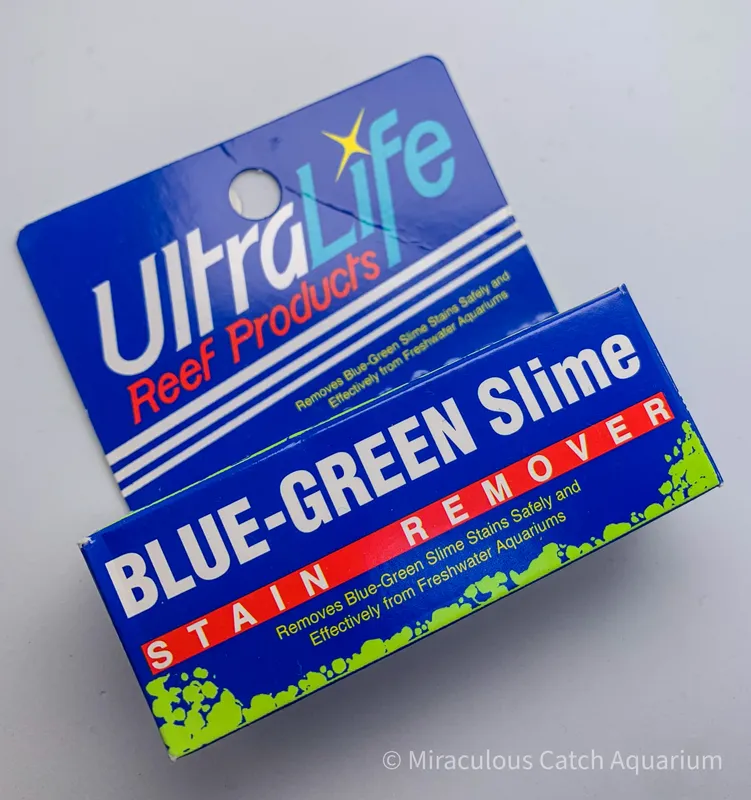 UltraLife
Reef Products
Removes Blue-Green Slime Stains Safely and
Effectively from Freshwater Aquariums
BLUE-GREEN Slime
STAIN REMOVER
Removes Blue-Green Slime Stains Safely and
Effectively from Freshwater Aquariums
© Miraculous Catch Aquarium